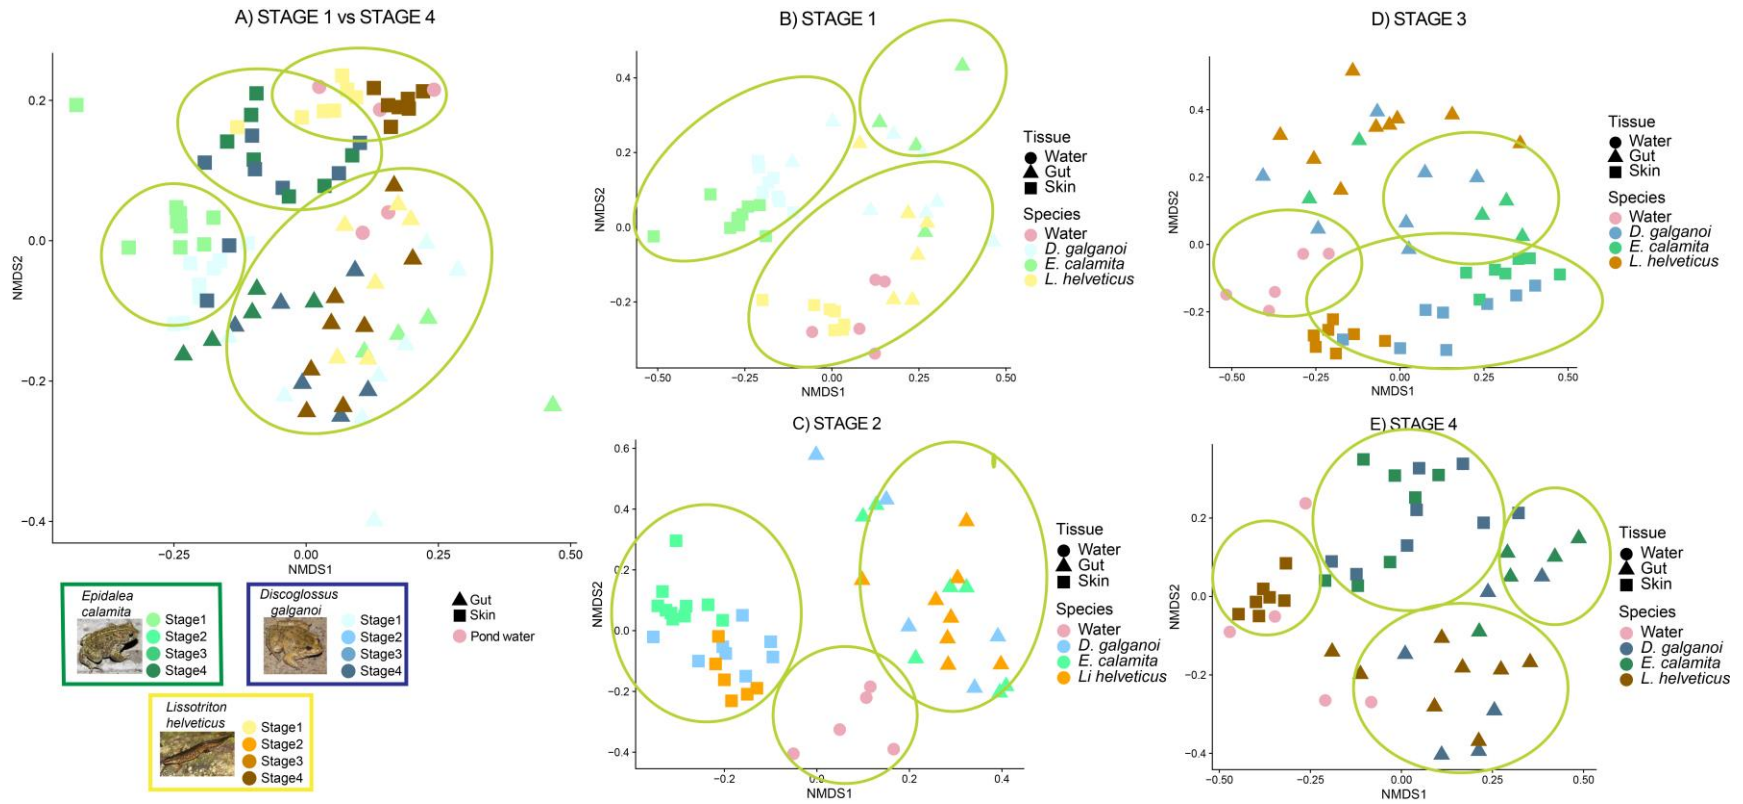 A) STAGE 1 vs STAGE 4
0.2
0.0
−0.2
−0.4
NMDS2
−0.25
0.00
0.25
0.50
NMDS1
Epidalea
calamita
Stage1
Stage2
Stage3
Stage4
Discoglossus
galganoi
Stage1
Stage2
Stage3
Stage4
Lissotriton
helveticus
Stage1
Stage2
Stage3
Stage4
Gut
Skin
Pond water
B) STAGE 1
0.4
0.2
0.0
−0.2
NMDS2
−0.50
−0.25
0.00
0.25
0.50
NMDS1
Tissue
Water
Gut
Skin
Species
Water
D. galganoi
E. calamita
L. helveticus
C) STAGE 2
0.6
0.4
0.2
0.0
−0.2
−0.4
NMDS2
−0.2
0.0
0.2
0.4
NMDS1
Tissue
Water
Gut
Skin
Species
Water
D. galganoi
E. calamita
Li helveticus
D) STAGE 3
0.4
0.2
0.0
−0.2
NMDS2
−0.50
−0.25
0.00
0.25
0.50
NMDS1
Tissue
Water
Gut
Skin
Species
Water
D. galganoi
E. calamita
L. helveticus
E) STAGE 4
0.2
0.0
−0.2
−0.4
NMDS2
−0.50
−0.25
0.00
0.25
0.50
NMDS1
Tissue
Water
Gut
Skin
Species
Water
D. galganoi
E. calamita
L. helveticus